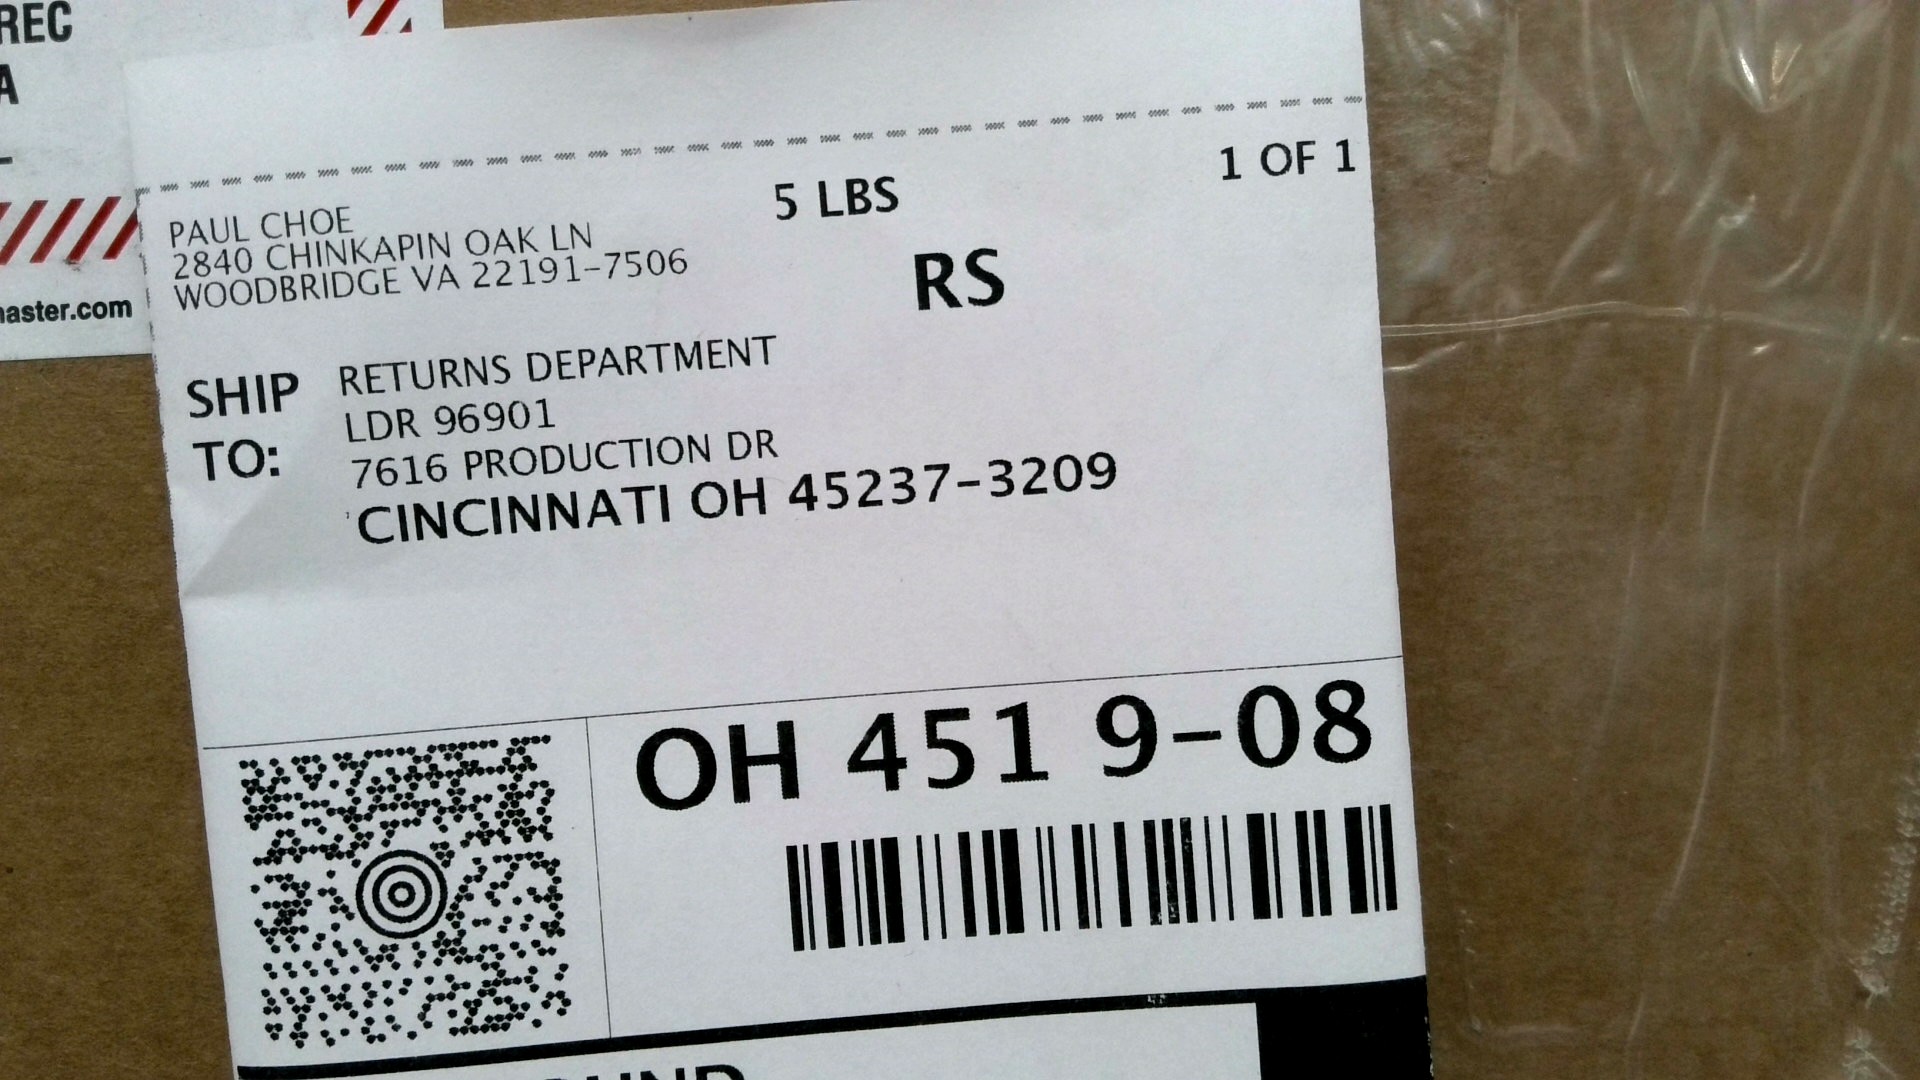 REC
A
master.com
1 OF 1
5 LBS
RS
PAUL CHOE
2840 CHINKAPIN OAK LN
WOODBRIDGE VA 22191-7506
SHIP TO:
RETURNS DEPARTMENT
LDR 96901
7616 PRODUCTION DR
CINCINNATI OH 45237-3209
OH 451 9-08